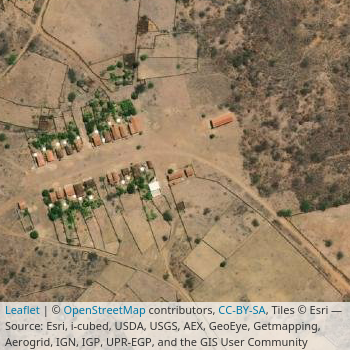 Leaflet | © OpenStreetMap contributors, CC-BY-SA, Tiles © Esri —
Source: Esri, i-cubed, USDA, USGS, AEX, GeoEye, Getmapping,
Aerogrid, IGN, IGP, UPR-EGP, and the GIS User Community